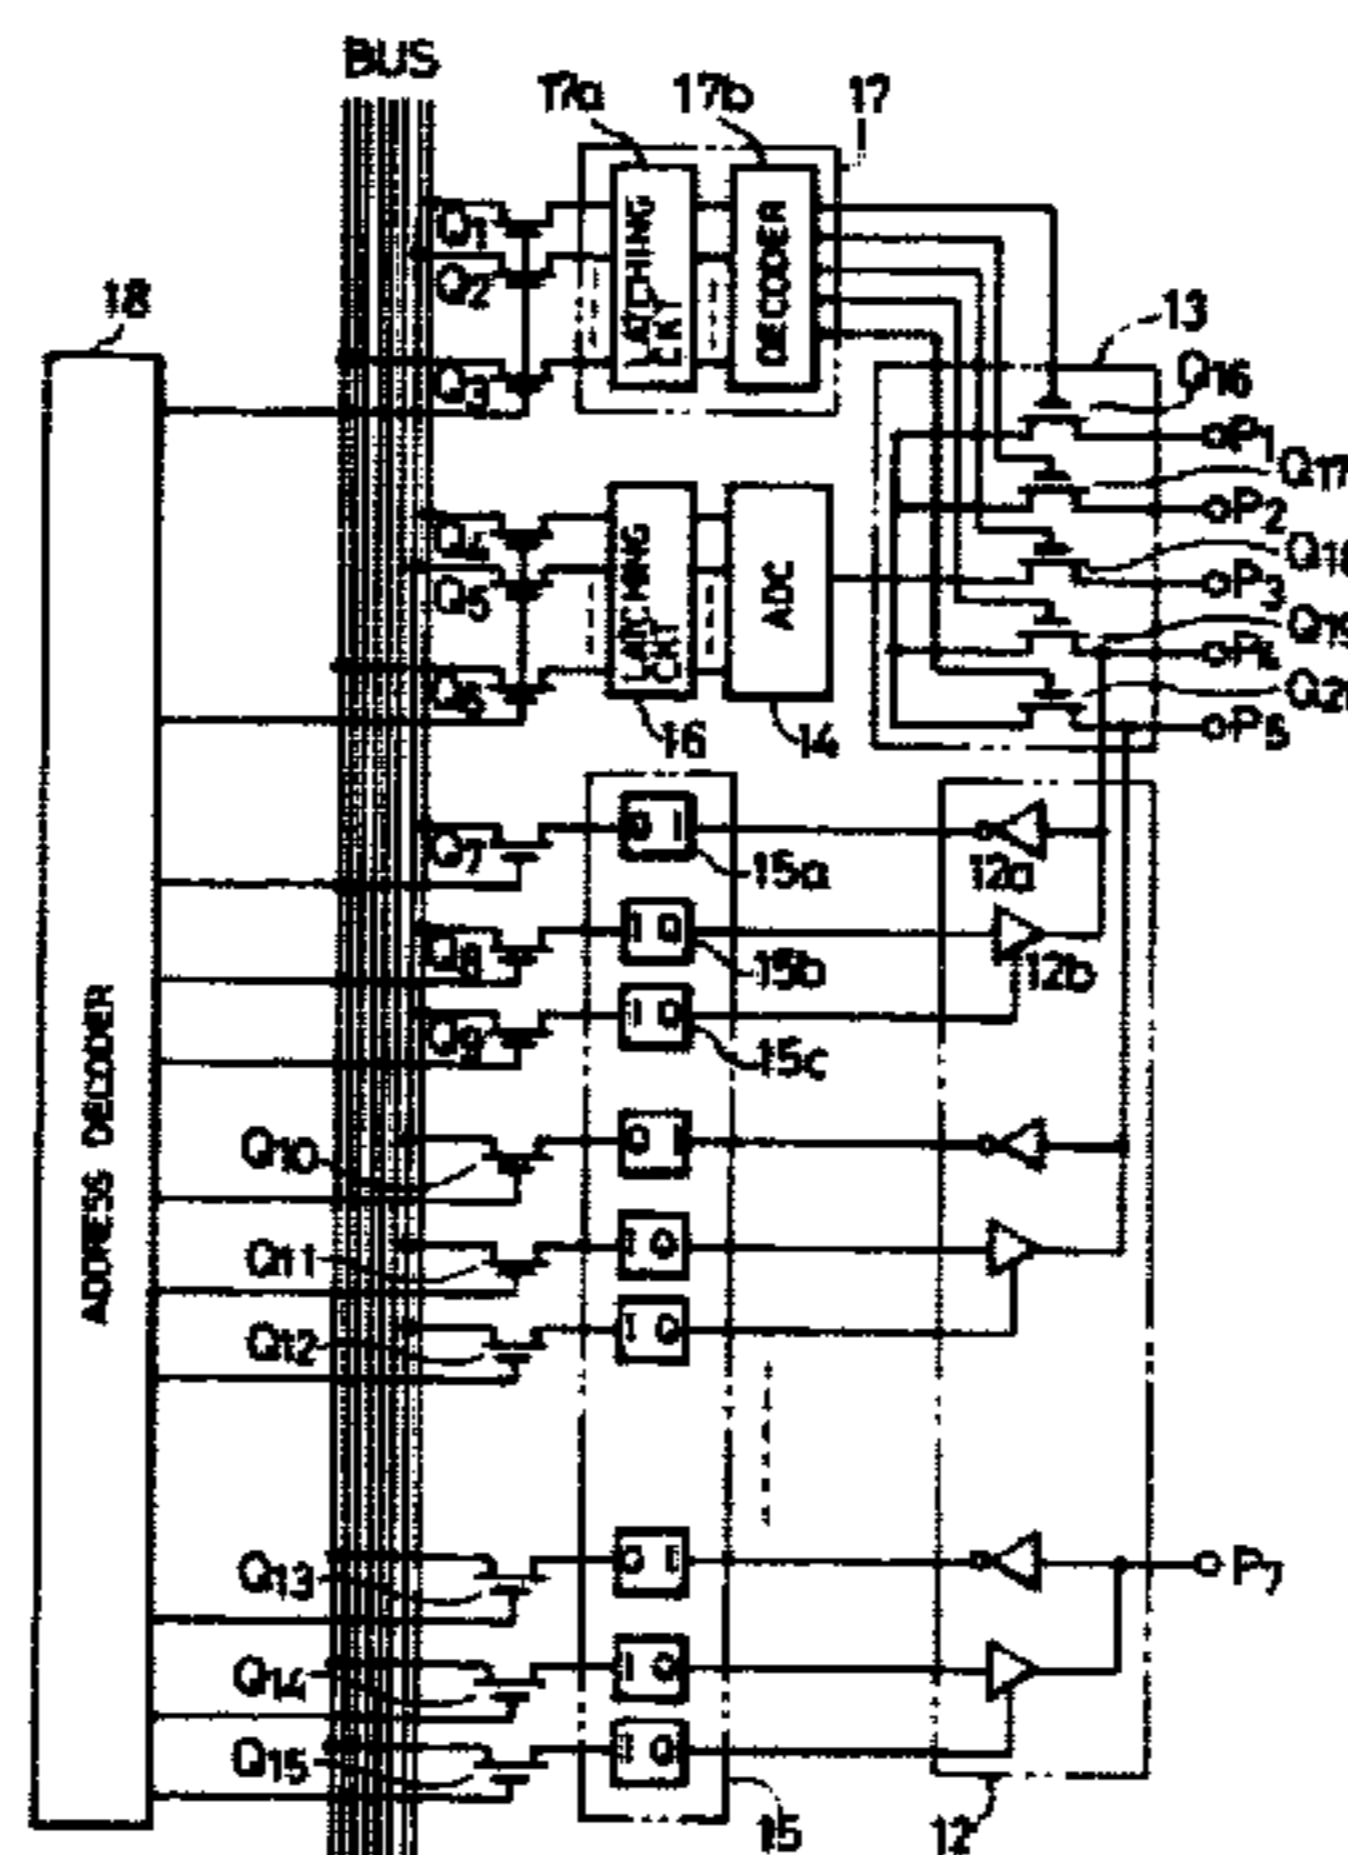 BUS
17a
17b
17
Q1
Q2
Q3
LATCHING CKT
DECODER
18
13
Q16
P1
Q17
P2
P3
P5
Q4
Q5
Q6
LATCHING CKT
ADC
16
14
Q7
15a
12a
Q8
15b
12b
Q9
15c
ADDRESS DECODER
Q10
Q11
Q12
O I
I O
I O
O I
I O
I O
Q13
O I
P7
Q14
I O
Q15
I O
15
12